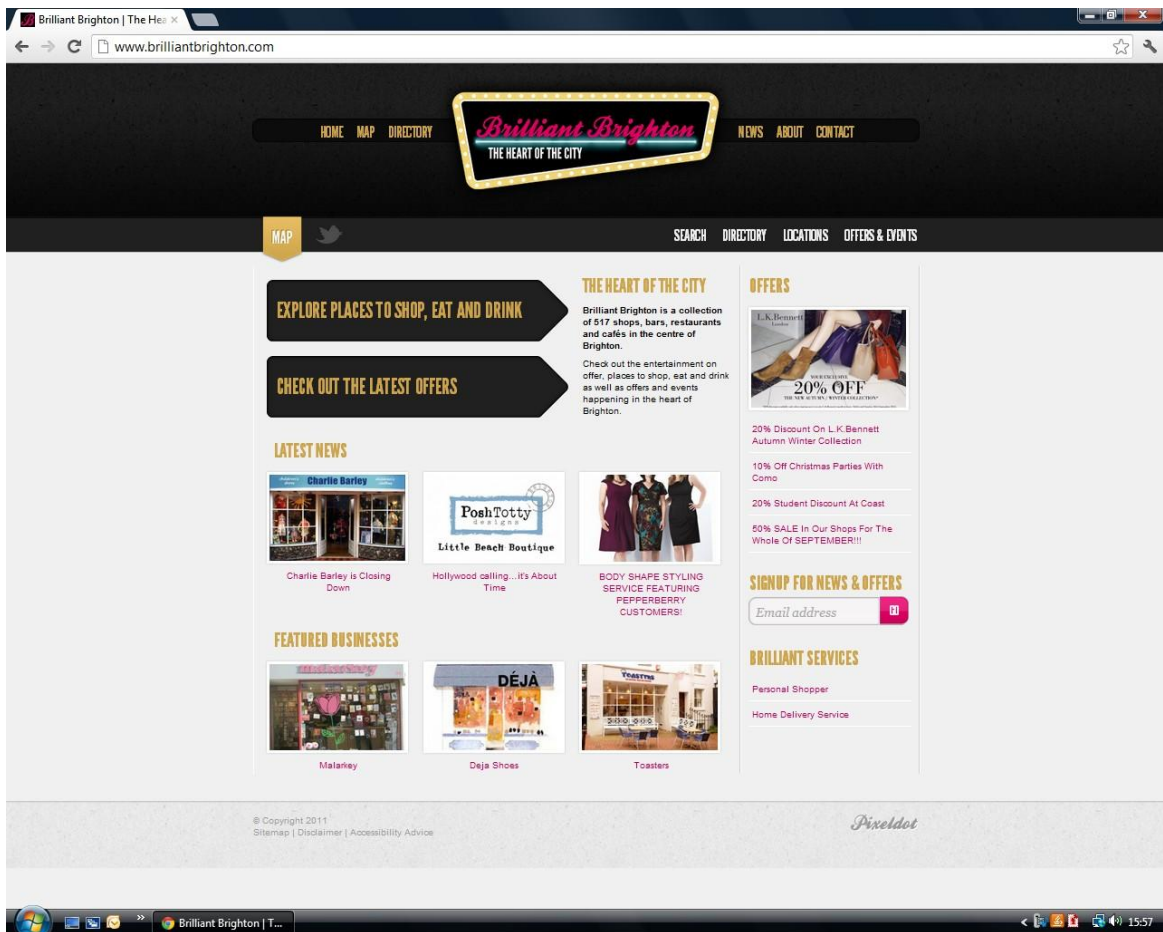 Brilliant Brighton | The Hea
www.brilliantbrighton.com
HOME MAP DIRECTORY
Brilliant Brighton
THE HEART OF THE CITY
NEWS ABOUT CONTACT
MAP
SEARCH DIRECTORY LOCATIONS OFFERS & EVENTS
EXPLORE PLACES TO SHOP, EAT AND DRINK
CHECK OUT THE LATEST OFFERS
THE HEART OF THE CITY
Brilliant Brighton is a collection
of 517 shops, bars, restaurants
and cafés in the centre of
Brighton.
Check out the entertainment on
offer, places to shop, eat and drink
as well as offers and events
happening in the heart of
Brighton.
LATEST NEWS
Charlie Barley
PoshTotty
designs
Little Beach Boutique
Charlie Barley is Closing
Down
Hollywood calling...it's About
Time
BODY SHAPE STYLING
SERVICE FEATURING
PEPPERBERRY
CUSTOMERS!
FEATURED BUSINESSES
DÉJÀ
TOASTERS
Malarkey
Deja Shoes
Toasters
OFFERS
L.K.Bennett
London
YOUR EXCLUSIVE
20% OFF
THE NEW AUTUMN / WINTER COLLECTION*
20% Discount On L.K.Bennett
Autumn Winter Collection
10% Off Christmas Parties With
Como
20% Student Discount At Coast
50% SALE In Our Shops For The
Whole Of SEPTEMBER!!!
SIGNUP FOR NEWS & OFFERS
Email address
BRILLIANT SERVICES
Personal Shopper
Home Delivery Service
© Copyright 2011
Sitemap | Disclaimer | Accessibility Advice
Pixeldot
Brilliant Brighton | T...
15:57